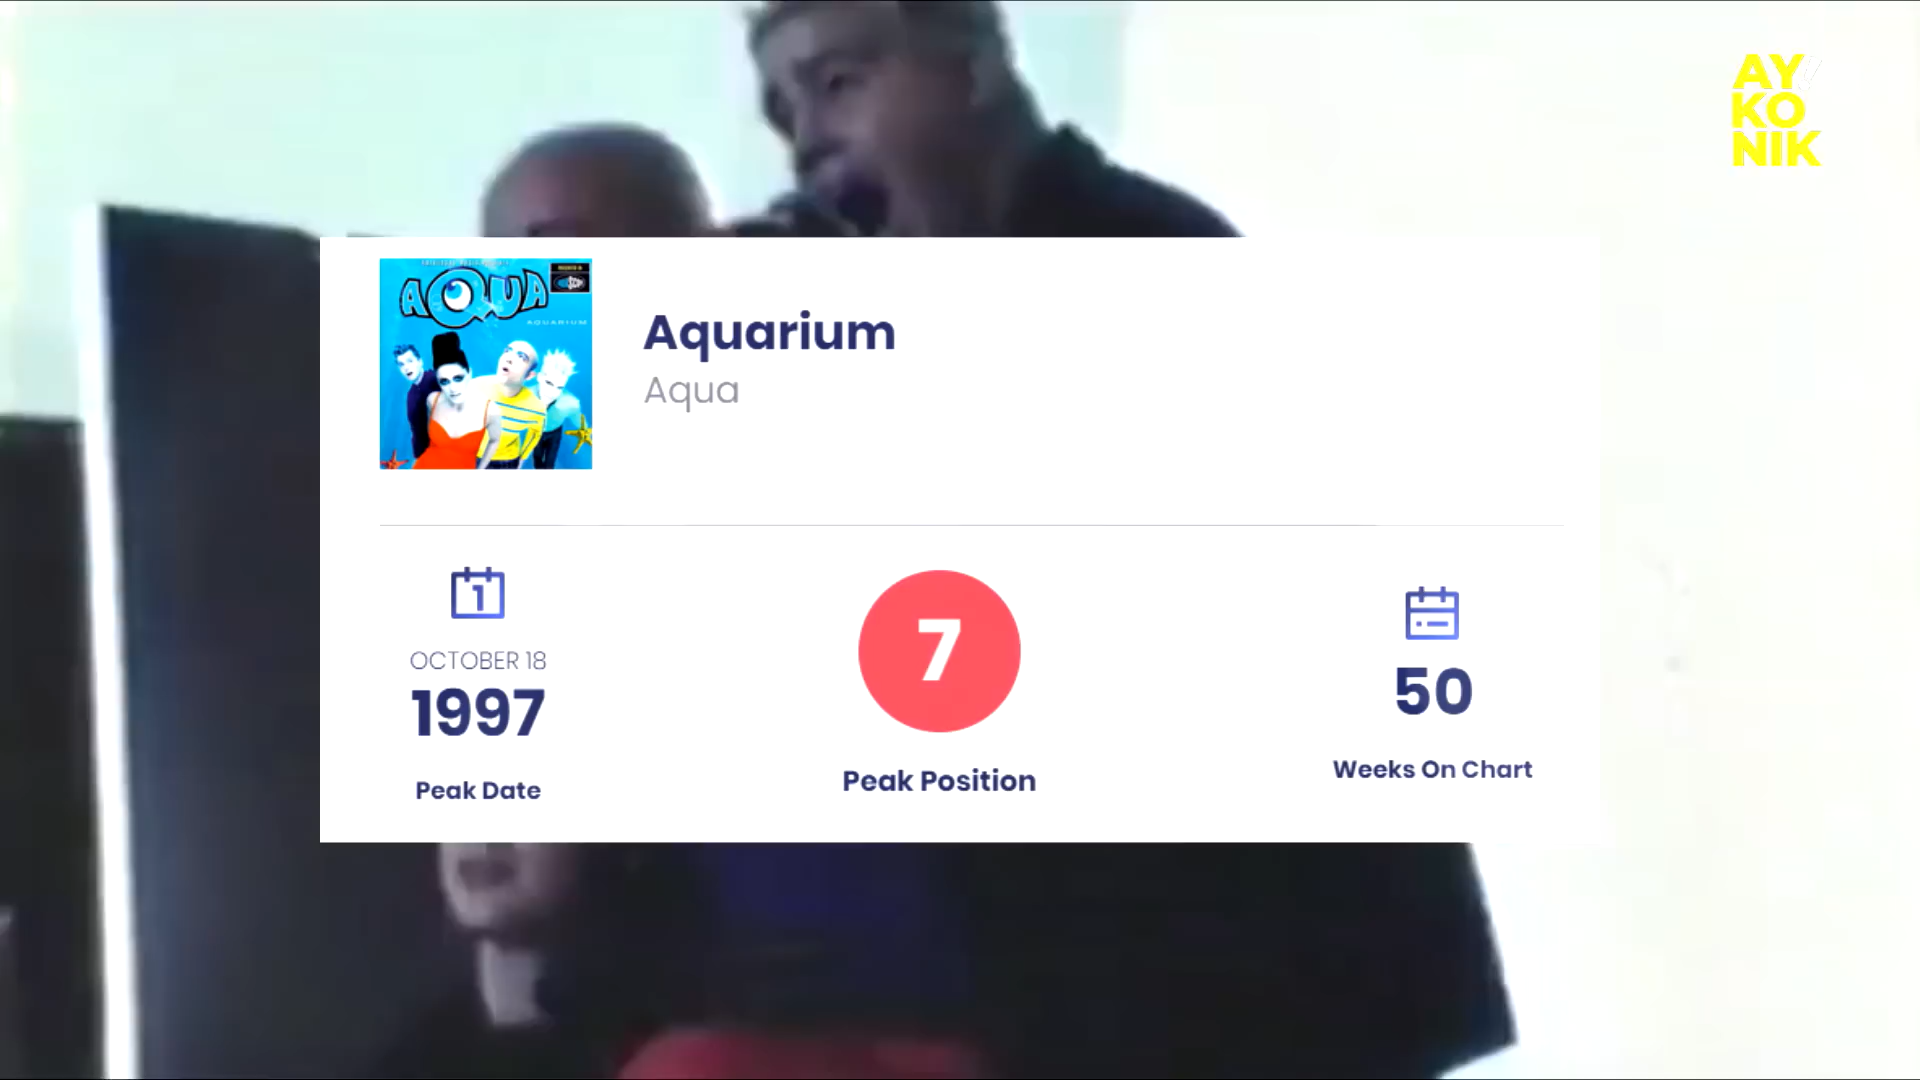 AY
KO
NIK
AQUA
AQUARIUM
Aquarium
Aqua
1
OCTOBER 18
1997
Peak Date
7
Peak Position
50
Weeks On Chart